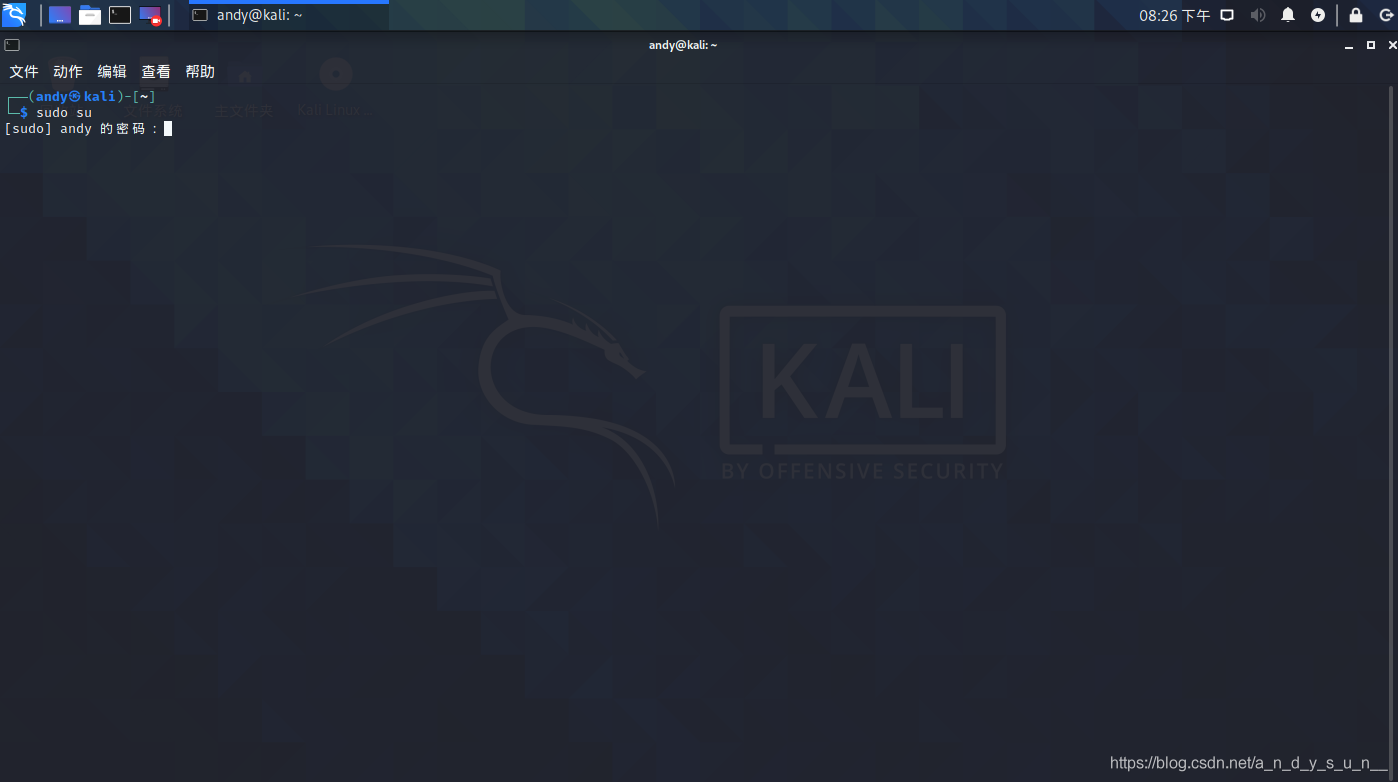 andy@kali: ~
08:26 下午
andy@kali: ~
文件 动作 编辑 查看 帮助
┌──(andy㉿kali)-[~]
└─$ sudo su
[sudo] andy 的密码：
主文件夹 Kali Linux...
KALI
BY OFFENSIVE SECURITY
https://blog.csdn.net/a_n_d_y_s_u_n__